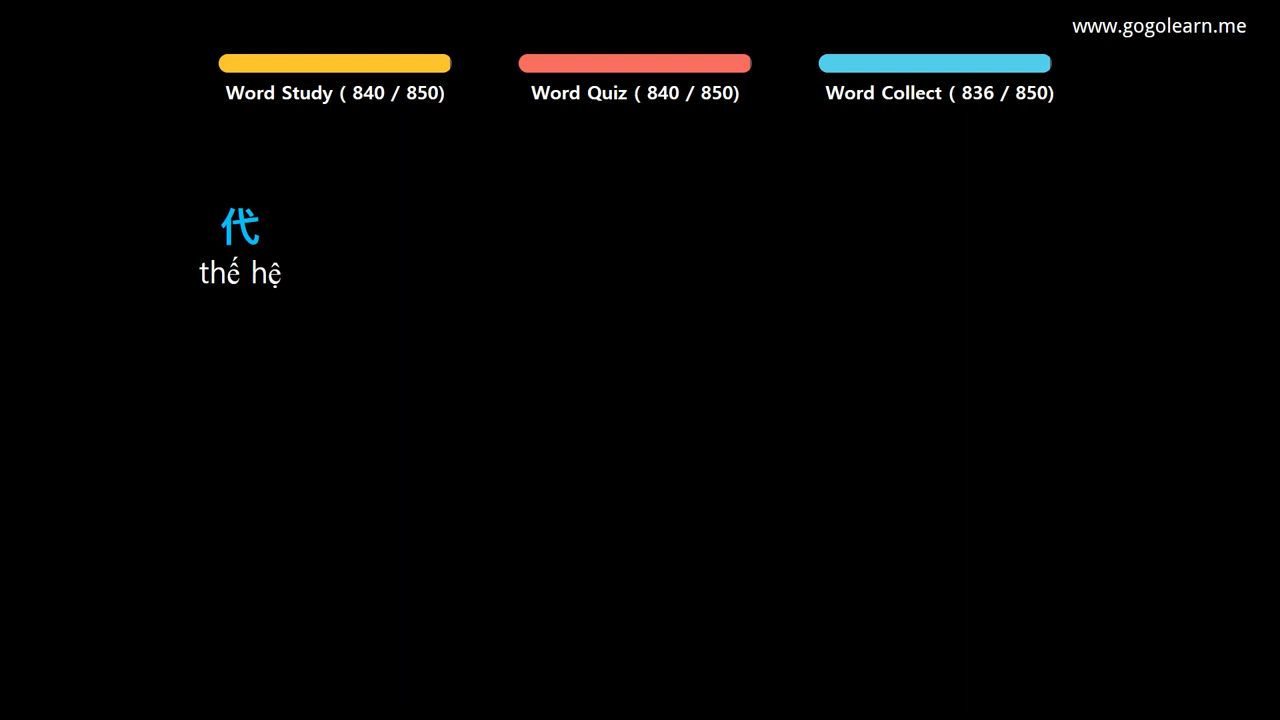 www.gogolearn.me
Word Study ( 840 / 850)
Word Quiz ( 840 / 850)
Word Collect ( 836 / 850)
代
thế hệ